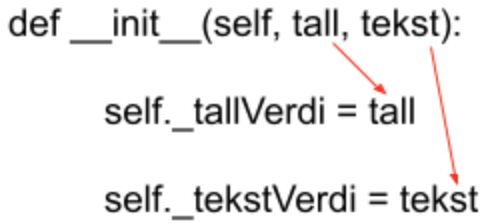 def __init__(self, tall, tekst):
self._tallVerdi = tall
self._tekstVerdi = tekst